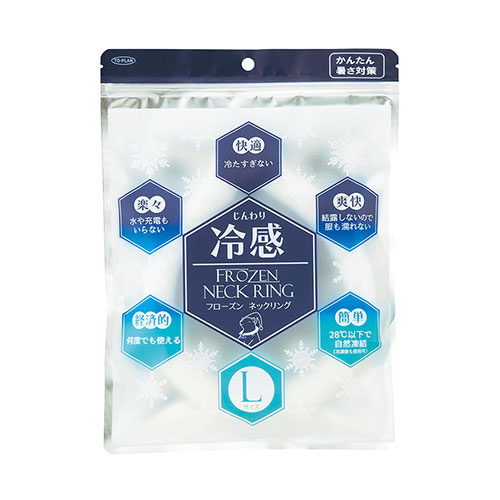 TO-PLAN
かんたん
暑さ対策
快適
冷たすぎない
楽々
水や充電も
いらない
爽快
結露しないので
服も濡れない
じんわり
冷感
FROZEN
NECK RING
フローズン ネックリング
経済的
何度でも使える
簡単
28℃以下で
自然凍結
L
サイズ